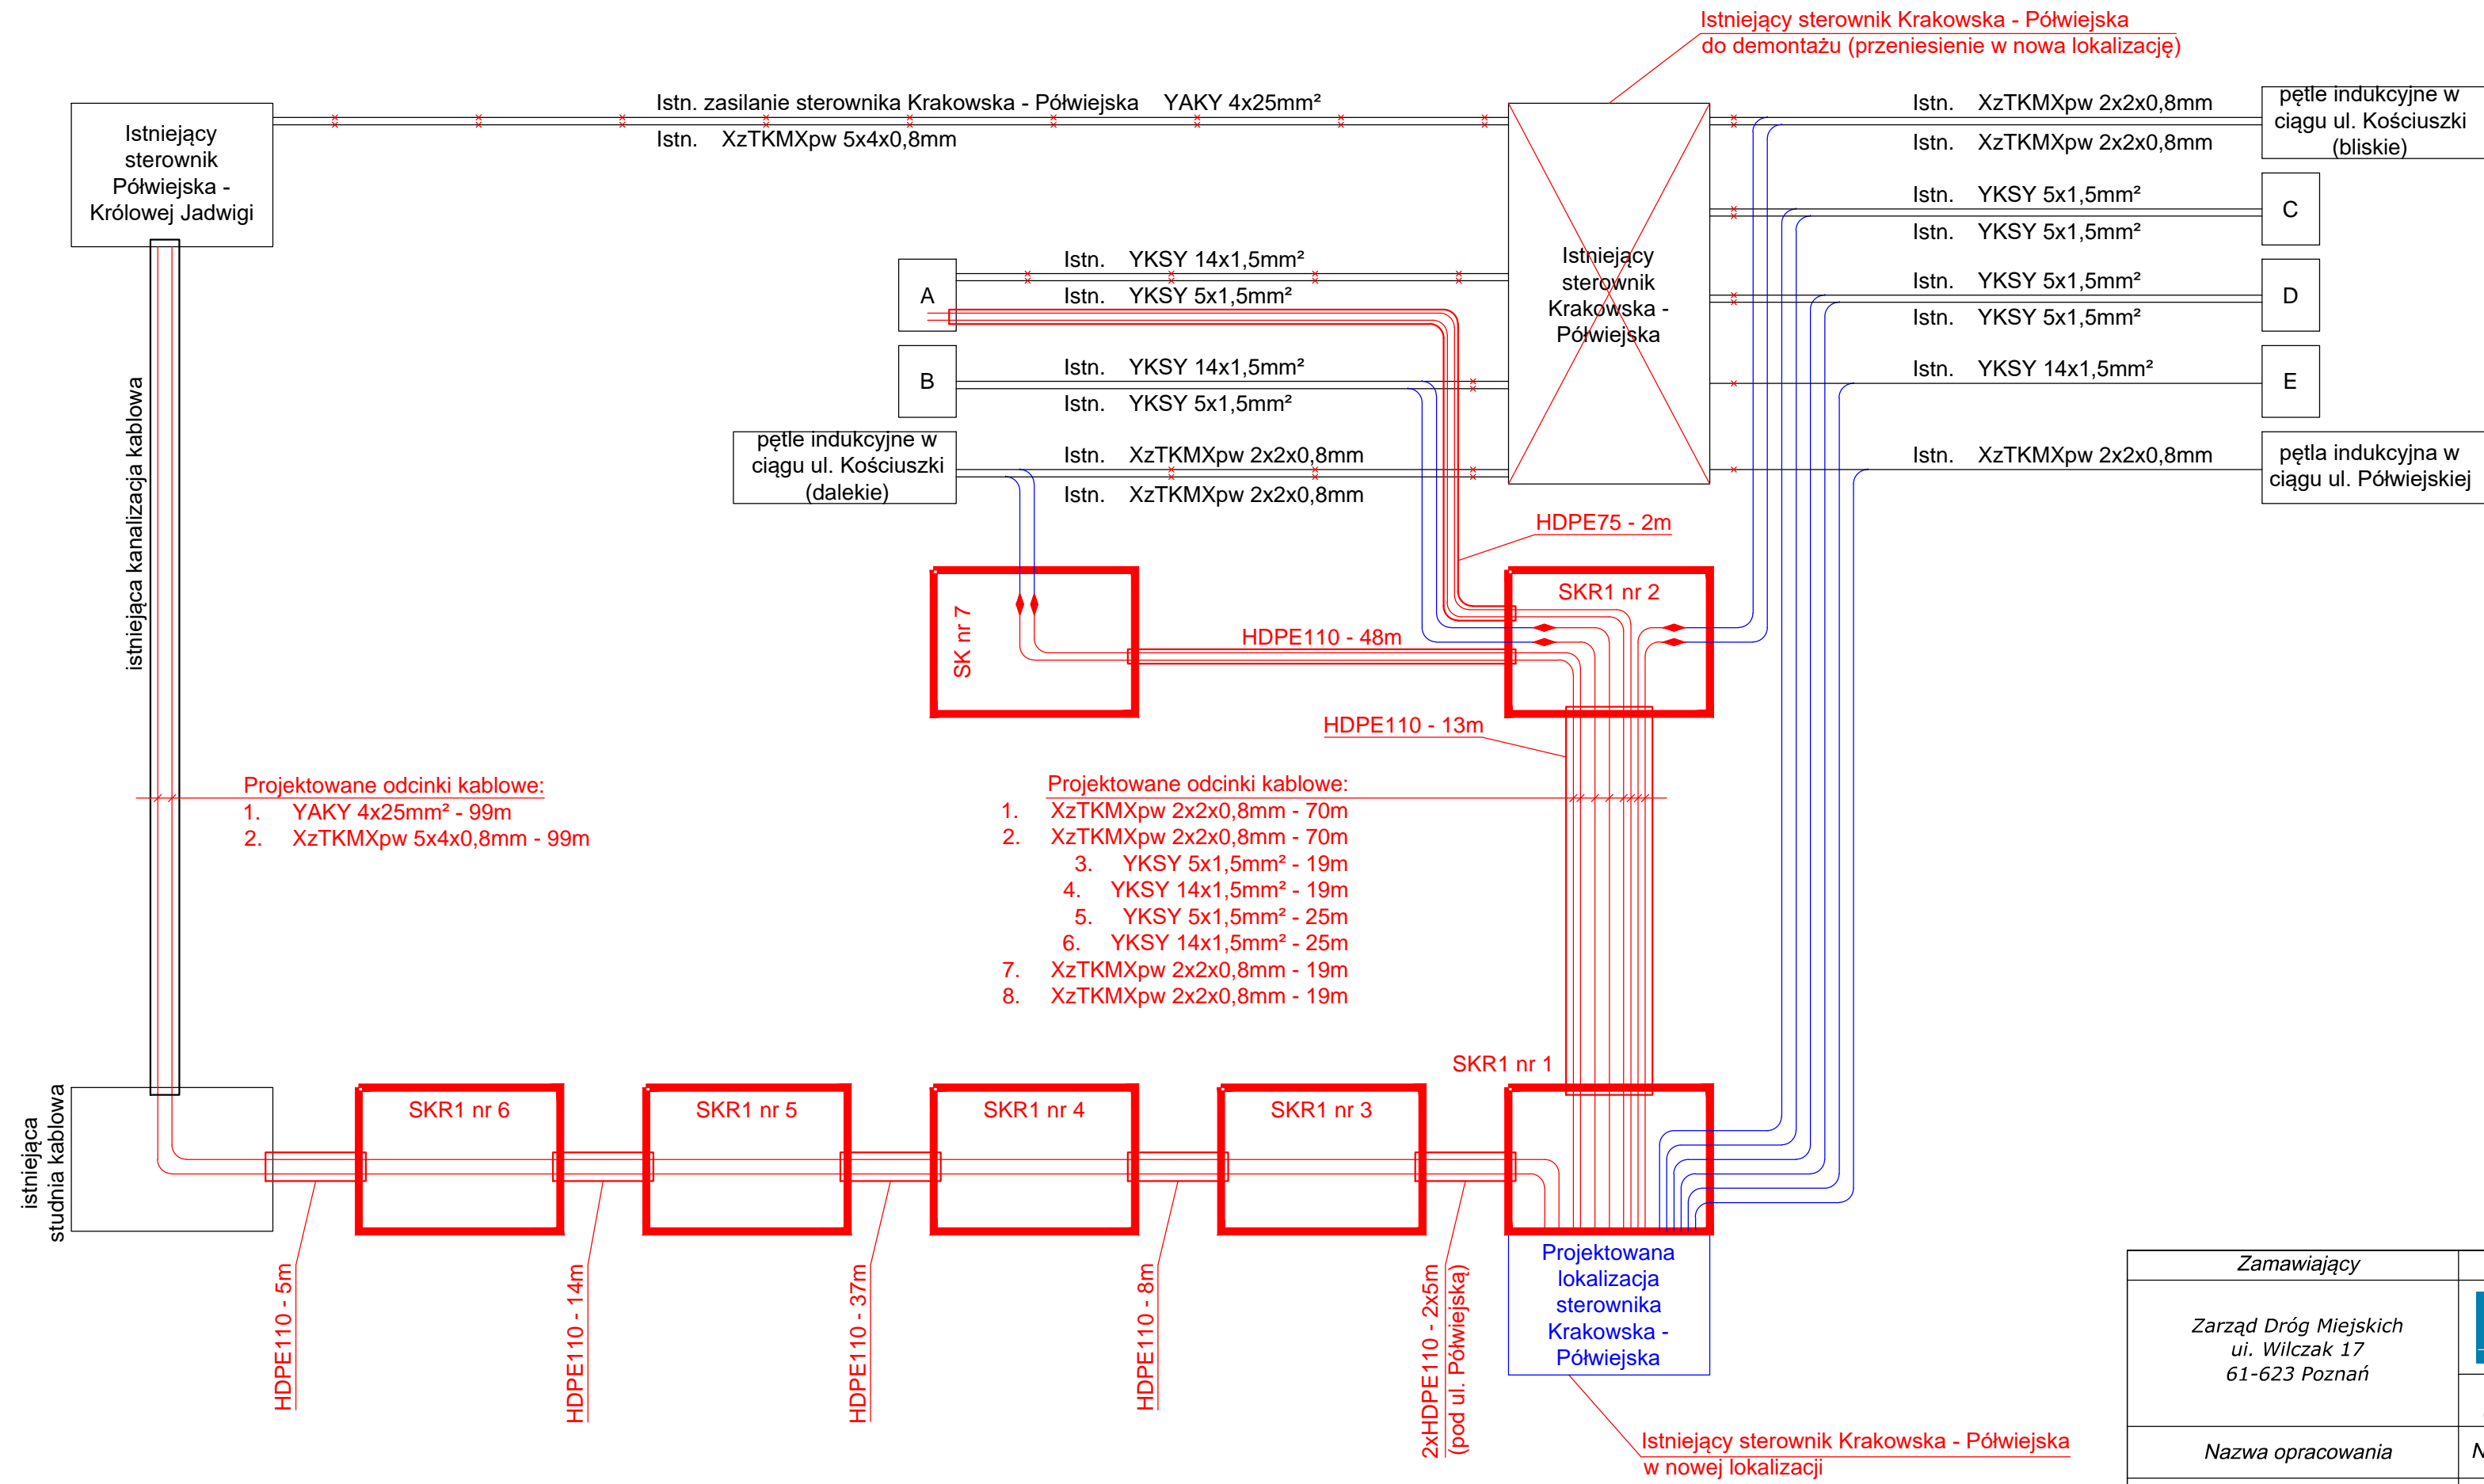 Istniejący sterownik Krakowska - Półwiejska
do demontażu (przeniesienie w nowa lokalizację)
Istniejący
sterownik
Półwiejska -
Królowej Jadwigi
Istn. zasilanie sterownika Krakowska - Półwiejska YAKY 4x25mm²
Istn. XzTKMXpw 5x4x0,8mm
Istniejący
sterownik
Krakowska -
Półwiejska
Istn. XzTKMXpw 2x2x0,8mm
Istn. XzTKMXpw 2x2x0,8mm
pętle indukcyjne w
ciągu ul. Kościuszki
(bliskie)
Istn. YKSY 5x1,5mm²
Istn. YKSY 5x1,5mm²
C
Istn. YKSY 5x1,5mm²
Istn. YKSY 5x1,5mm²
D
Istn. YKSY 14x1,5mm²
E
Istn. XzTKMXpw 2x2x0,8mm
pętla indukcyjna w
ciągu ul. Półwiejskiej
A
Istn. YKSY 14x1,5mm²
Istn. YKSY 5x1,5mm²
B
Istn. YKSY 14x1,5mm²
Istn. YKSY 5x1,5mm²
pętle indukcyjne w
ciągu ul. Kościuszki
(dalekie)
Istn. XzTKMXpw 2x2x0,8mm
Istn. XzTKMXpw 2x2x0,8mm
istniejąca kanalizacja kablowa
HDPE75 - 2m
SK nr 7
HDPE110 - 48m
SKR1 nr 2
HDPE110 - 13m
Projektowane odcinki kablowe:
1. YAKY 4x25mm² - 99m
2. XzTKMXpw 5x4x0,8mm - 99m
Projektowane odcinki kablowe:
1. XzTKMXpw 2x2x0,8mm - 70m
2. XzTKMXpw 2x2x0,8mm - 70m
3. YKSY 5x1,5mm² - 19m
4. YKSY 14x1,5mm² - 19m
5. YKSY 5x1,5mm² - 25m
6. YKSY 14x1,5mm² - 25m
7. XzTKMXpw 2x2x0,8mm - 19m
8. XzTKMXpw 2x2x0,8mm - 19m
istniejąca
studnia kablowa
SKR1 nr 6
SKR1 nr 5
SKR1 nr 4
SKR1 nr 3
SKR1 nr 1
HDPE110 - 5m
HDPE110 - 14m
HDPE110 - 37m
HDPE110 - 8m
2xHDPE110 - 2x5m
(pod ul. Półwiejską)
Projektowana
lokalizacja
sterownika
Krakowska -
Półwiejska
Istniejący sterownik Krakowska - Półwiejska
w nowej lokalizacji
Zamawiający
Zarząd Dróg Miejskich
ui. Wilczak 17
61-623 Poznań
Nazwa opracowania
N